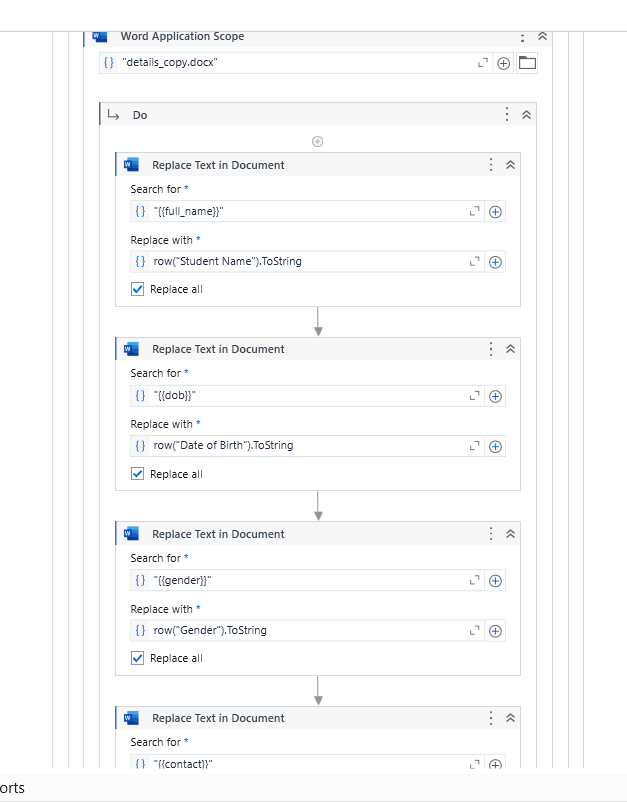 Word Application Scope
{} "details_copy.docx"
Do
Replace Text in Document
Search for *
{} "{{full_name}}"
Replace with *
{} row("Student Name").ToString
Replace all
Replace Text in Document
Search for *
{} "{{dob}}"
Replace with *
{} row("Date of Birth").ToString
Replace all
Replace Text in Document
Search for *
{} "{{gender}}"
Replace with *
{} row("Gender").ToString
Replace all
Replace Text in Document
Search for *
{} "{{contact}}"
orts